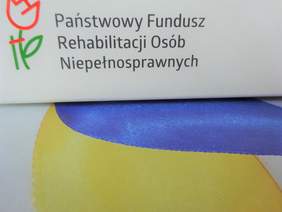 Państwowy Fundusz
Rehabilitacji Osób
Niepełnosprawnych